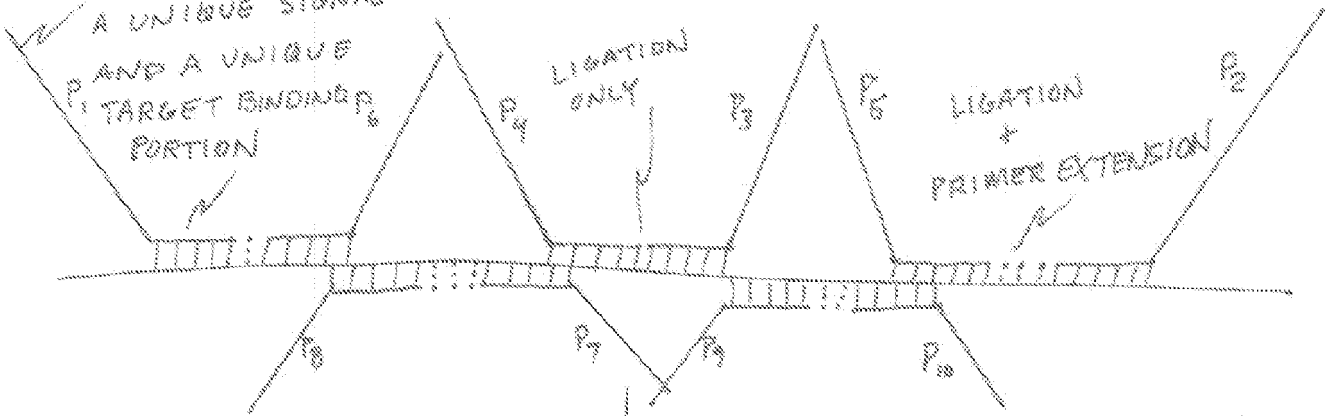 A UNIQUE SIGNAL
AND A UNIQUE
TARGET BINDING
PORTION
P1
P6
P4
LIGATION
ONLY
P3
P5
LIGATION
+
PRIMER EXTENSION
P2
P8
P7
P9
P10